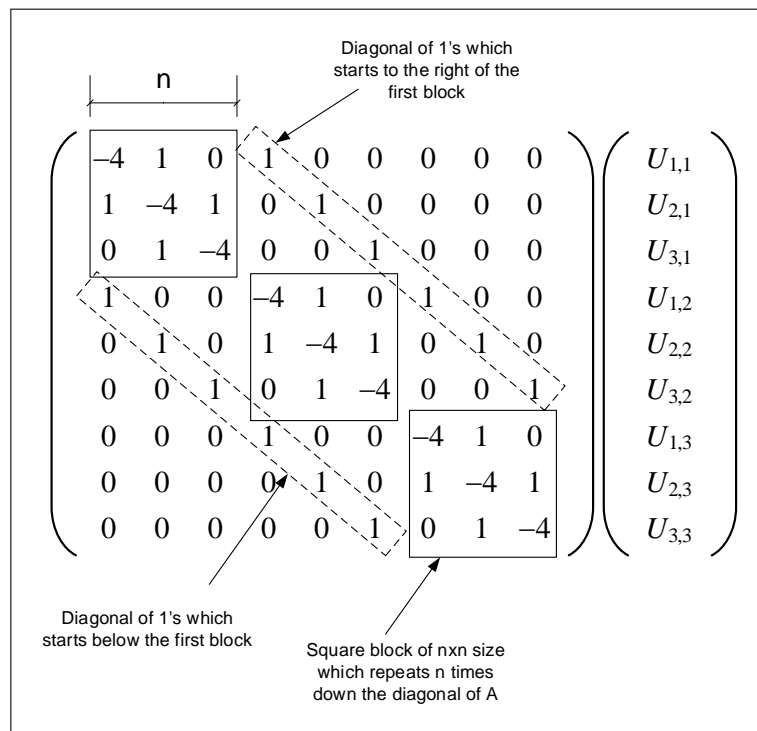 Diagonal of 1's which
starts to the right of the
first block
n
−4 1 0 1 0 0 0 0 0 U1,1
1 −4 1 0 1 0 0 0 0 U2,1
0 1 −4 0 0 1 0 0 0 U3,1
1 0 0 −4 1 0 1 0 0 U1,2
0 1 0 1 −4 1 0 1 0 U2,2
0 0 1 0 1 −4 0 0 1 U3,2
0 0 0 1 0 0 −4 1 0 U1,3
0 0 0 0 1 0 1 −4 1 U2,3
0 0 0 0 0 1 0 1 −4 U3,3
Diagonal of 1's which
starts below the first block
Square block of nxn size
which repeats n times
down the diagonal of A